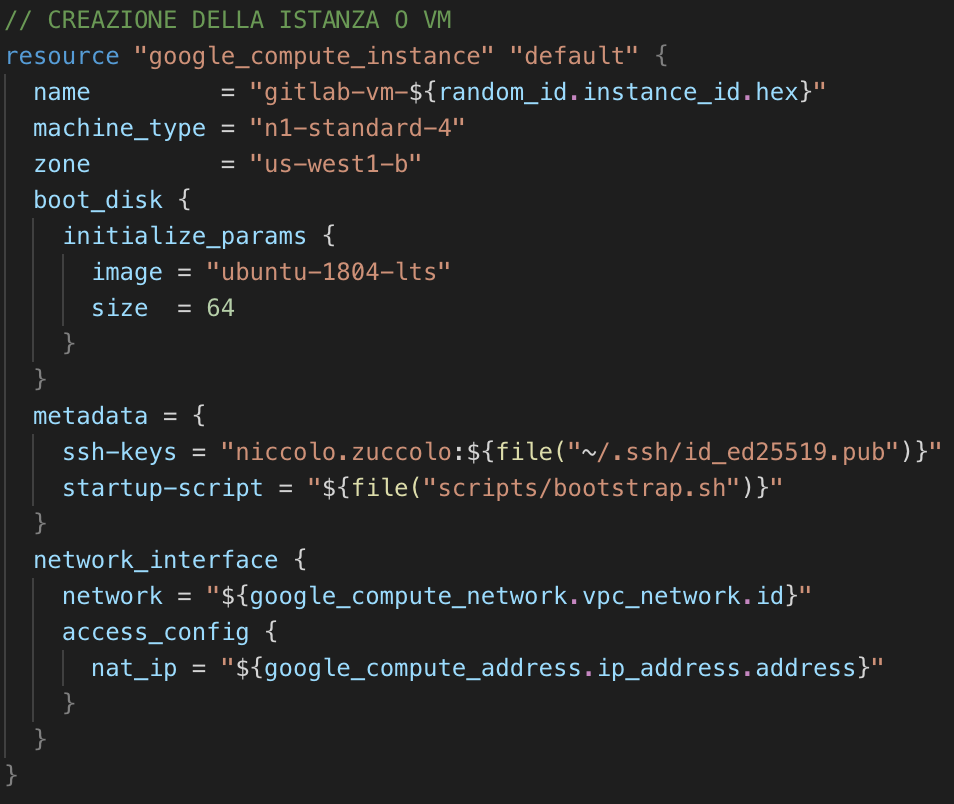 // CREAZIONE DELLA ISTANZA O VM
resource "google_compute_instance" "default" {
  name         = "gitlab-vm-${random_id.instance_id.hex}"
  machine_type = "n1-standard-4"
  zone         = "us-west1-b"
  boot_disk {
    initialize_params {
      image = "ubuntu-1804-lts"
      size  = 64
    }
  }
  metadata = {
    ssh-keys = "niccolo.zuccolo:${file("~/.ssh/id_ed25519.pub")}"
    startup-script = "${file("scripts/bootstrap.sh")}"
  }
  network_interface {
    network = "${google_compute_network.vpc_network.id}"
    access_config {
      nat_ip = "${google_compute_address.ip_address.address}"
    }
  }
}